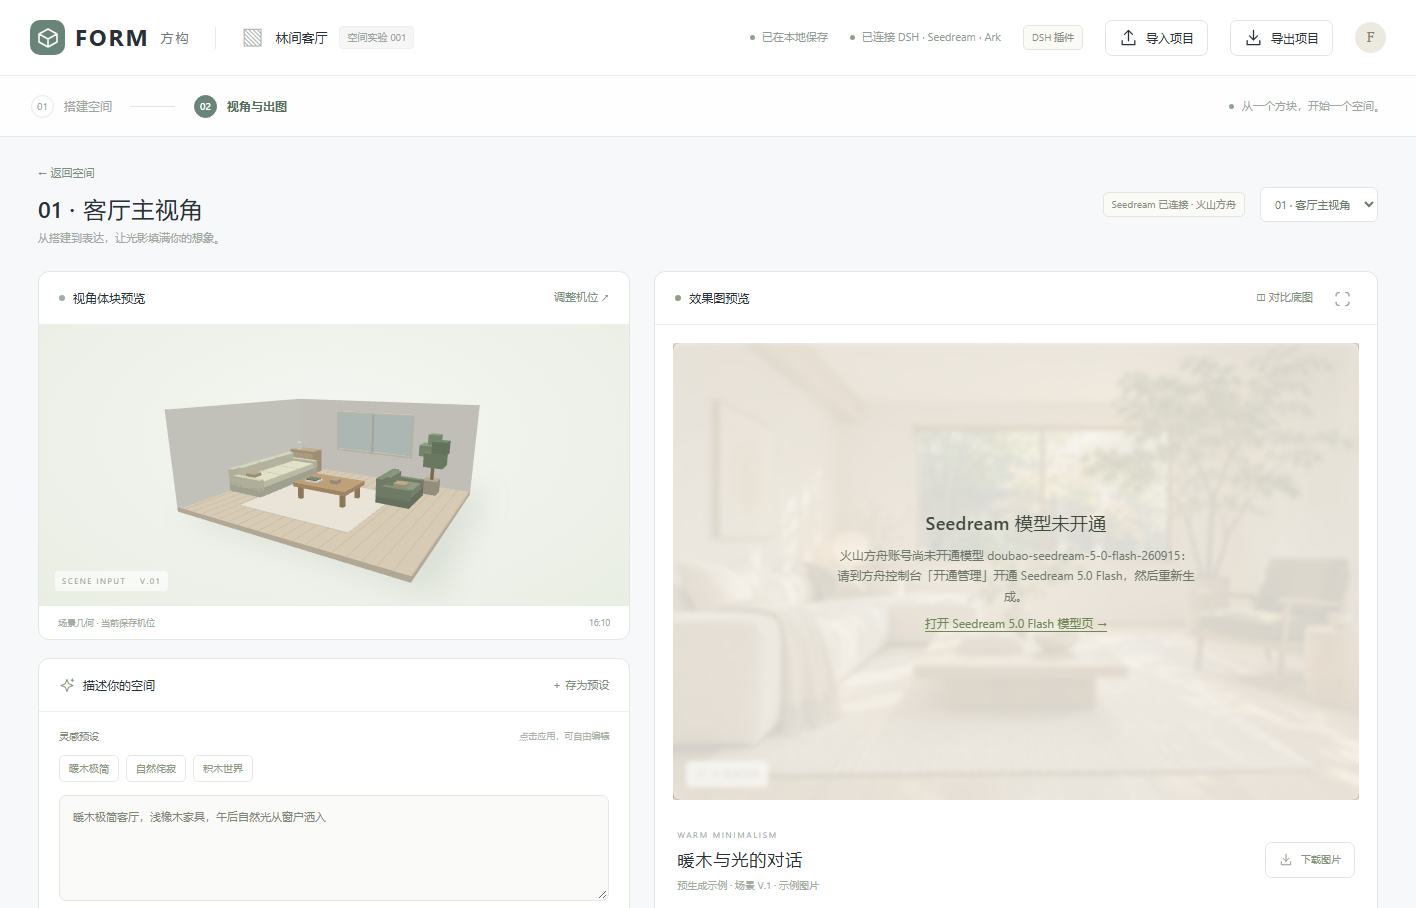 FORM 方构
林间客厅
空间实验 001
已在本地保存
已连接 DSH · Seedream · Ark
DSH 插件
导入项目
导出项目
F
01 搭建空间
02 视角与出图
从一个方块，开始一个空间。
← 返回空间
01 · 客厅主视角
从搭建到表达，让光影填满你的想象。
Seedream 已连接 · 火山方舟
01 · 客厅主视角
视角体块预览
调整机位 ↗
SCENE INPUT V.01
场景几何 · 当前保存机位
16:10
描述你的空间
+ 存为预设
灵感预设
点击应用，可自由编辑
暖木极简
自然侘寂
积木世界
暖木极简客厅，浅橡木家具，午后自然光从窗户洒入
效果图预览
对比底图
Seedream 模型未开通
火山方舟账号尚未开通模型 doubao-seedream-5-0-flash-260915：
请到方舟控制台「开通管理」开通 Seedream 5.0 Flash，然后重新生
成。
打开 Seedream 5.0 Flash 模型页 →
WARM MINIMALISM
暖木与光的对话
预生成示例 · 场景 V.1 · 示例图片
下载图片